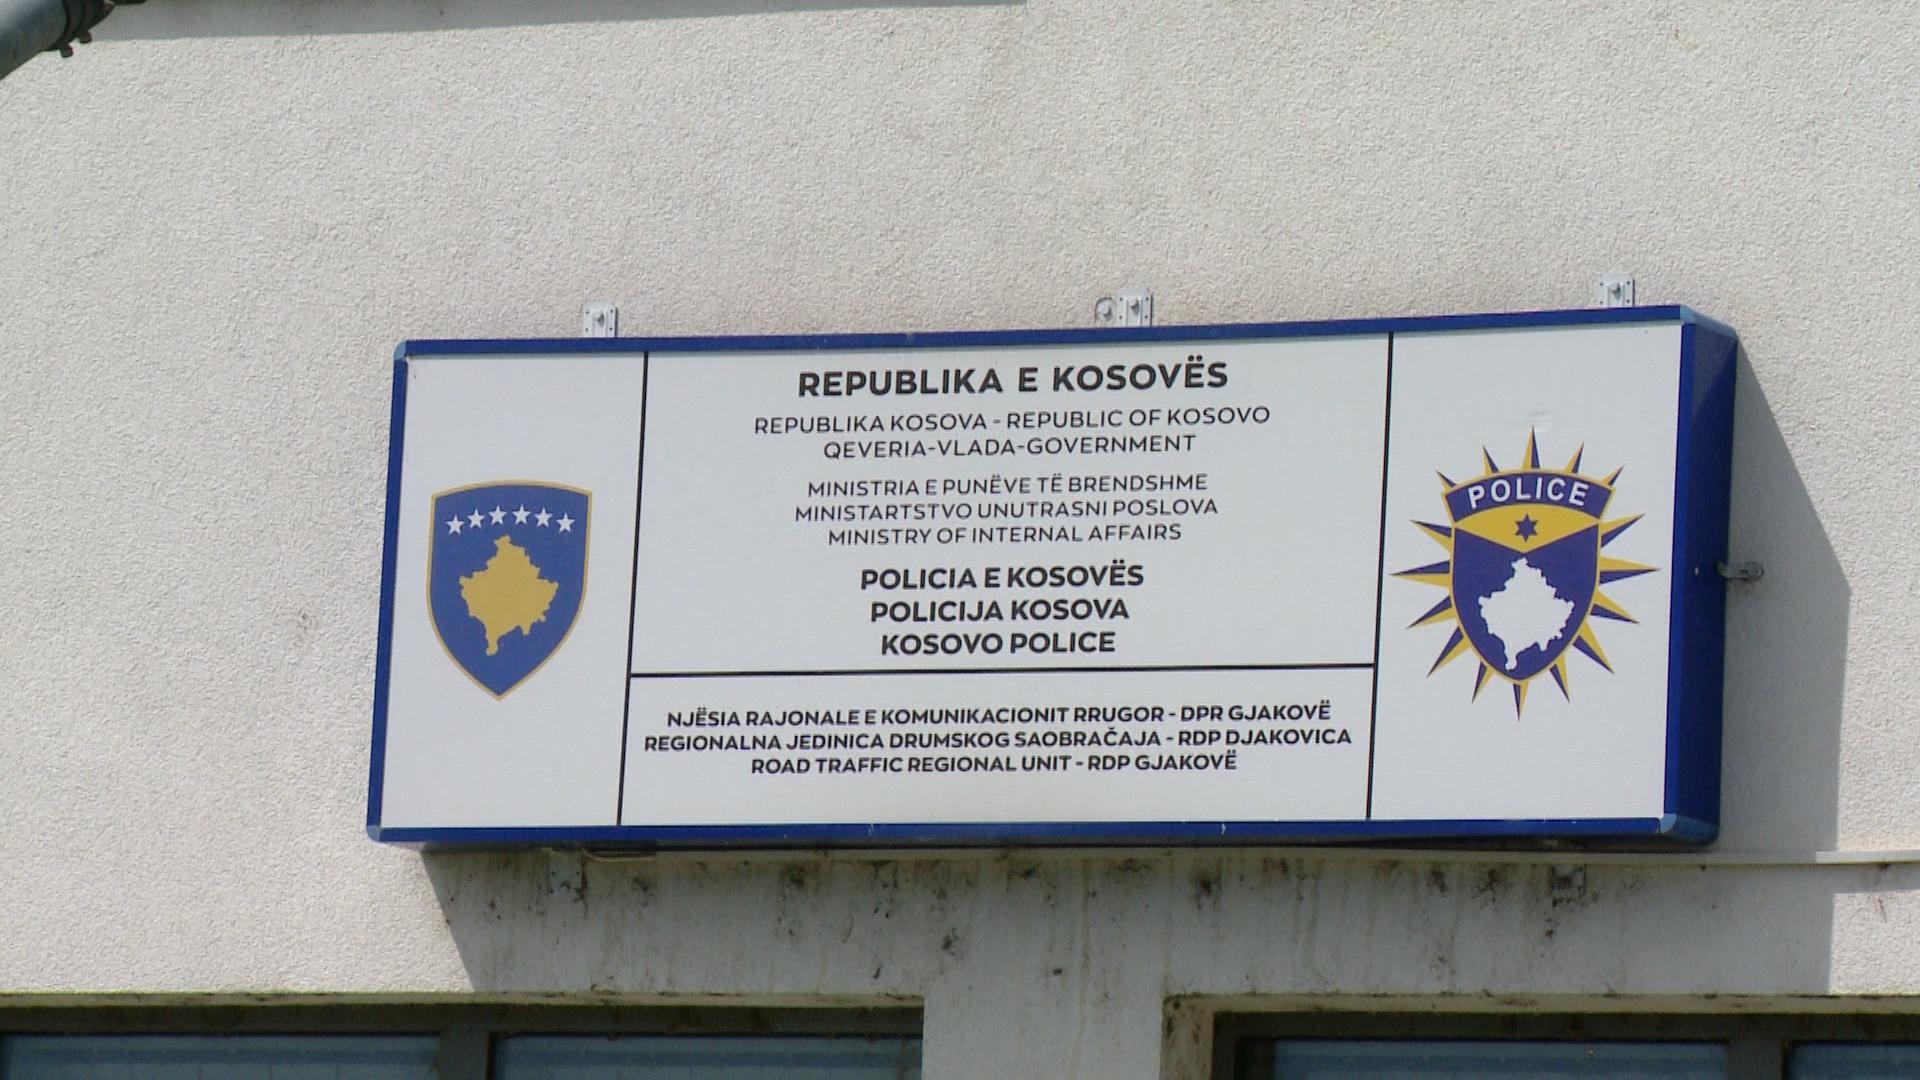 REPUBLIKA E KOSOVËS
REPUBLIKA KOSOVA - REPUBLIC OF KOSOVO
QEVERIA-VLADA-GOVERNMENT
MINISTRIA E PUNËVE TË BRENDSHME
MINISTARTSTVO UNUTRASNI POSLOVA
MINISTRY OF INTERNAL AFFAIRS
POLICIA E KOSOVËS
POLICIJA KOSOVA
KOSOVO POLICE
NJËSIA RAJONALE E KOMUNIKACIONIT RRUGOR - DPR GJAKOVË
REGIONALNA JEDINICA DRUMSKOG SAOBRAČAJA - RDP DJAKOVICA
ROAD TRAFFIC REGIONAL UNIT - RDP GJAKOVË
POLICE